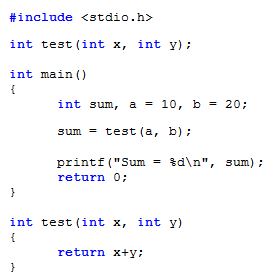 #include <stdio.h>
int test(int x, int y);
int main()
{
int sum, a = 10, b = 20;
sum = test(a, b);
printf("Sum = %d\n", sum);
return 0;
}
int test(int x, int y)
{
return x+y;
}